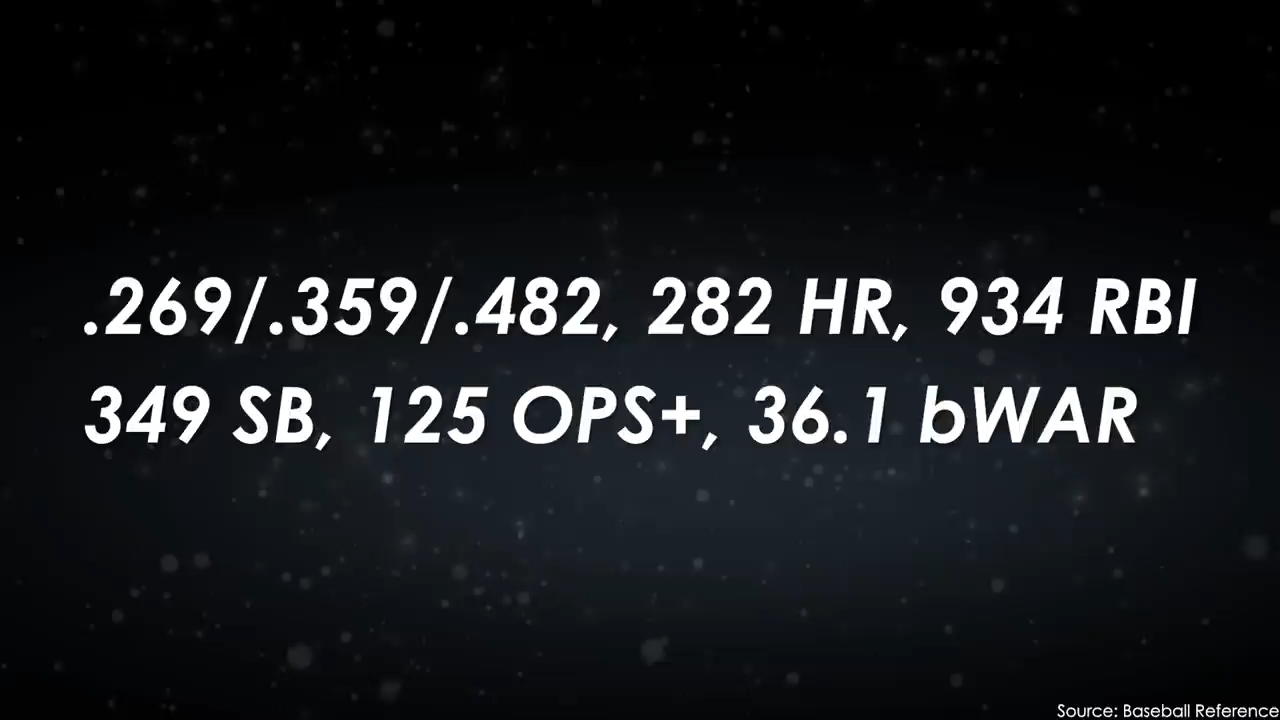 .269/.359/.482, 282 HR, 934 RBI
349 SB, 125 OPS+, 36.1 bWAR
Source: Baseball Reference